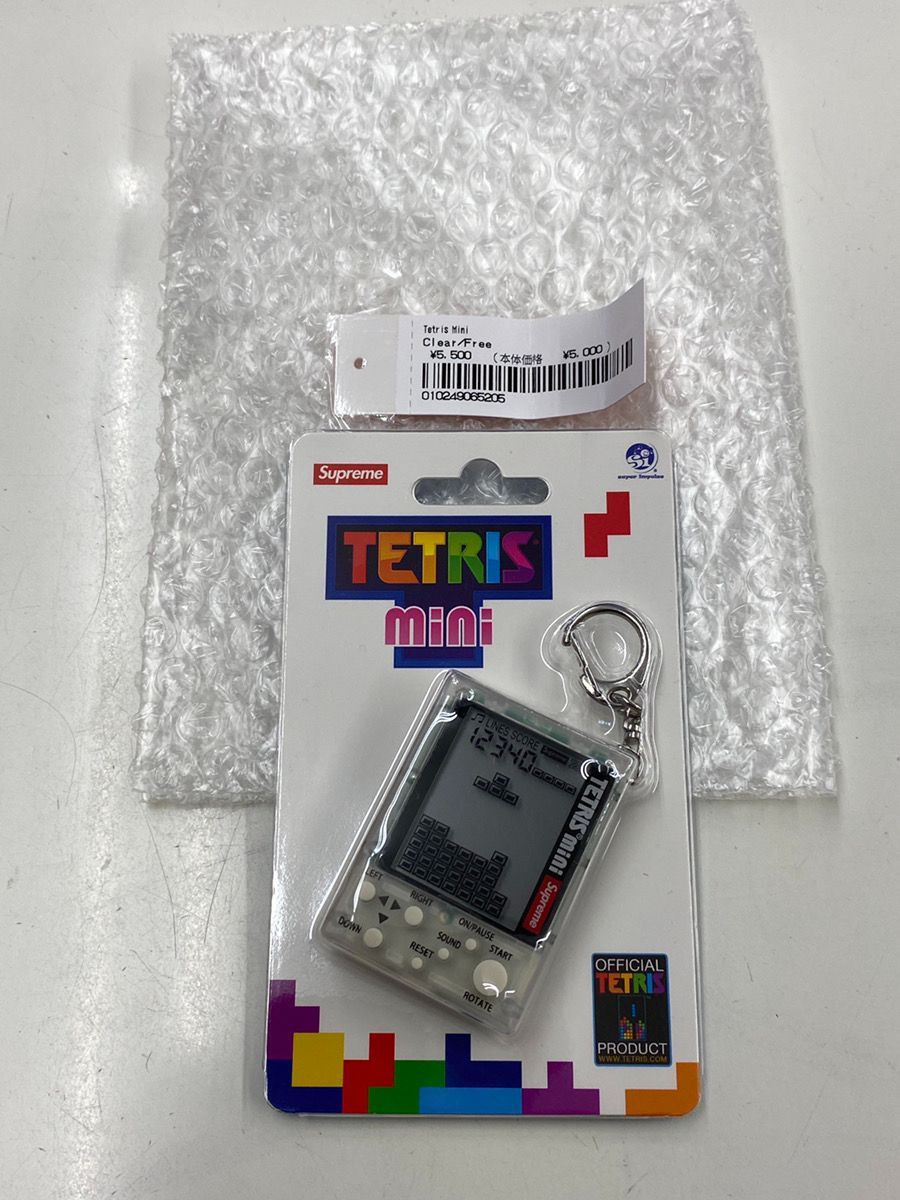 Tetris Mini
Clear/Free
¥5,500 (本体価格 ¥5,000)
010249065205
Supreme
Si
super impulse
TETRIS
mini
LINES SCORE
12340
TETRIS mini
Supreme
LEFT
RIGHT
DOWN
ON/PAUSE
SOUND
START
RESET
ROTATE
OFFICIAL
TETRIS
PRODUCT
WWW.TETRIS.COM